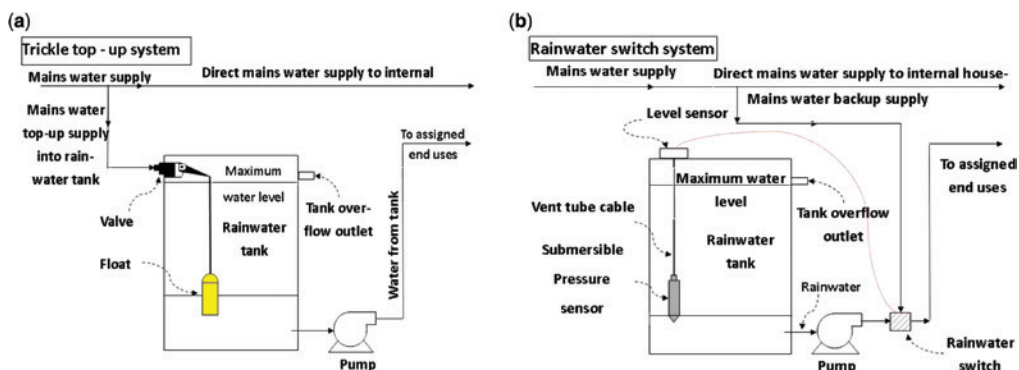 (a)
Trickle top - up system
Mains water supply
Direct mains water supply to internal
Mains water
top-up supply
into rain-
water tank
To assigned
end uses
Maximum
water level
Valve
Rainwater
tank
Tank over-
flow outlet
Float
Water from tank
Pump
(b)
Rainwater switch system
Mains water supply
Direct mains water supply to internal house-
Mains water backup supply
Level sensor
To assigned
end uses
Maximum water
level
Vent tube cable
Tank overflow
outlet
Rainwater
tank
Submersible
Pressure
sensor
Rainwater
Pump
Rainwater
switch